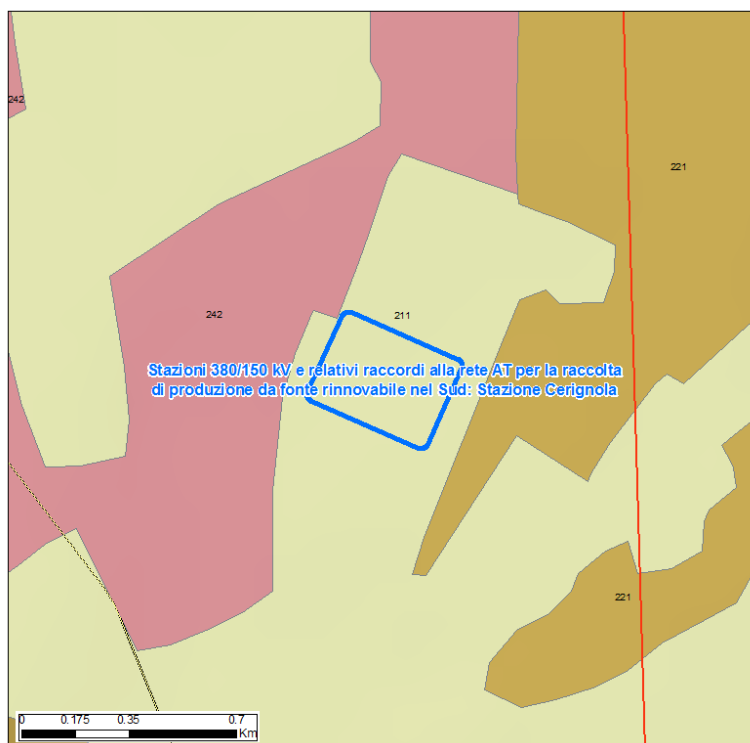 242
221
242
211
Stazioni 380/150 kV e relativi raccordi alla rete AT per la raccolta
di produzione da fonte rinnovabile nel Sud: Stazione Cerignola
221
0 0.175 0.35 0.7
Km